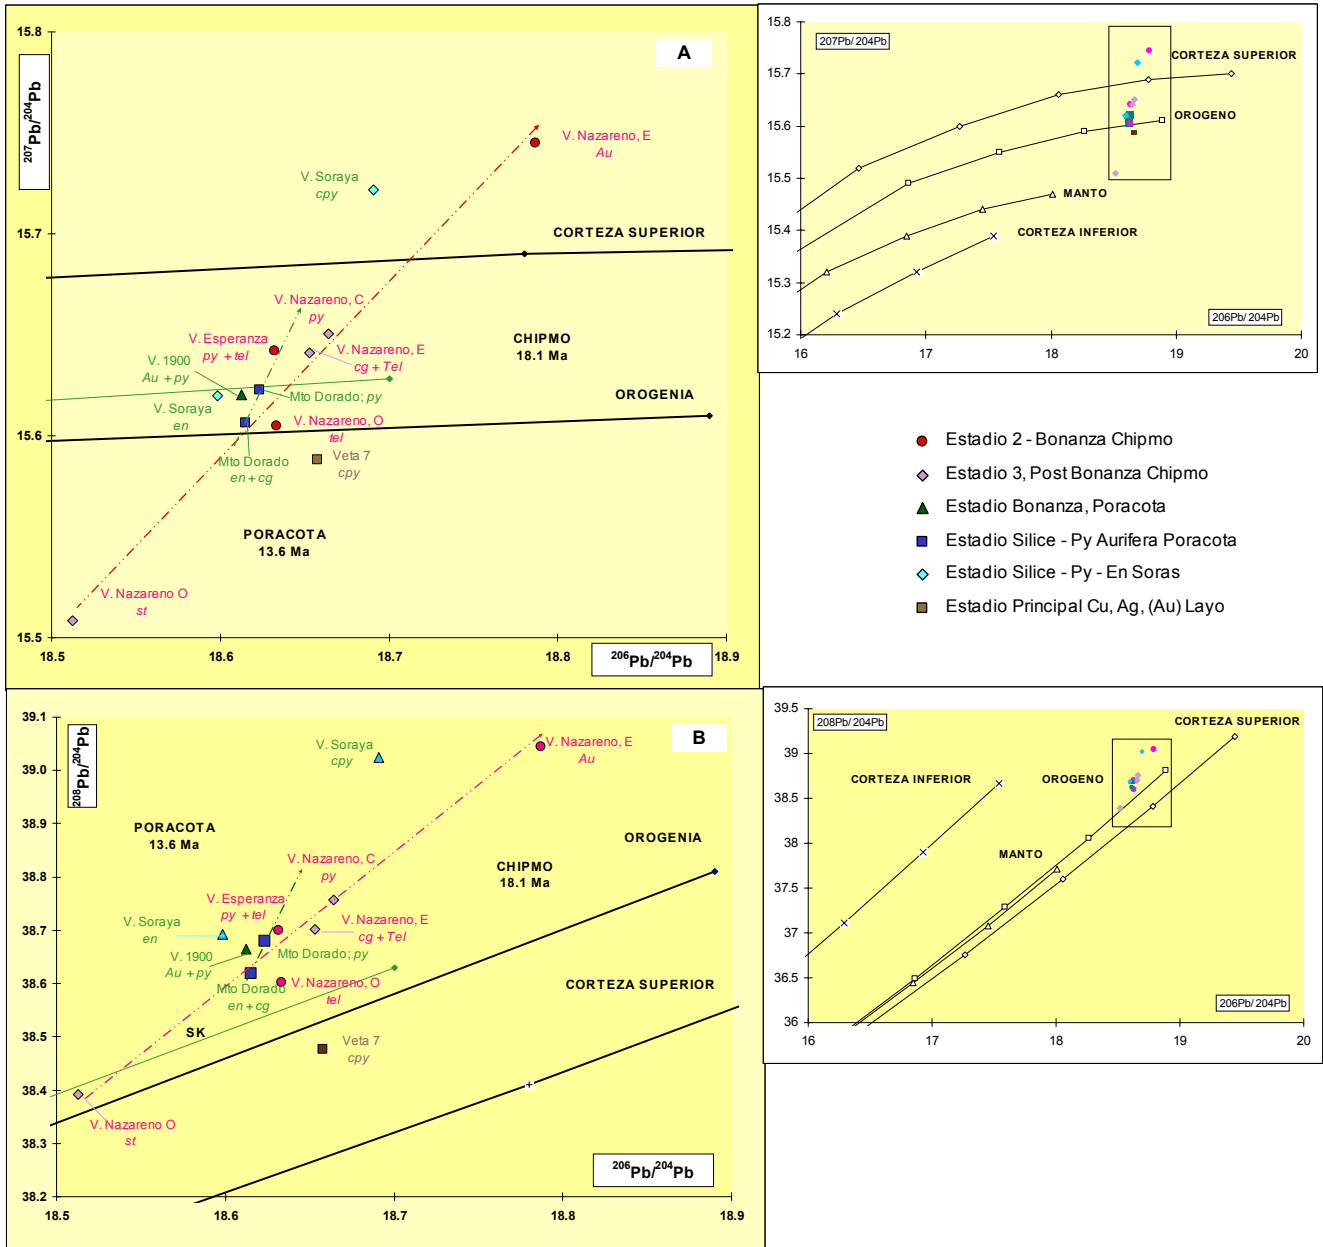 15.8
A
207Pb/204Pb
V. Nazareno, E
Au
V. Soraya
cpy
15.7
CORTEZA SUPERIOR
V. Nazareno, C
py
V. Esperanza
py + tel
CHIPMO
18.1 Ma
V. Nazareno, E
cg + Tel
V. 1900
Au + py
Mto Dorado; py
OROGENIA
V. Soraya
en
15.6
V. Nazareno, O
tel
Mto Dorado
en + cg
Veta 7
cpy
PORACOTA
13.6 Ma
V. Nazareno O
st
15.5
18.5
18.6
18.7
18.8
18.9
206Pb/204Pb
15.8
207Pb/ 204Pb
CORTEZA SUPERIOR
15.7
15.6
OROGENO
15.5
MANTO
15.4
CORTEZA INFERIOR
15.3
206Pb/ 204Pb
15.2
16
17
18
19
20
Estadio 2 - Bonanza Chipmo
Estadio 3, Post Bonanza Chipmo
Estadio Bonanza, Poracota
Estadio Silice - Py Aurifera Poracota
Estadio Silice - Py - En Soras
Estadio Principal Cu, Ag, (Au) Layo
39.1
B
208Pb/204Pb
V. Soraya
cpy
V. Nazareno, E
Au
39.0
38.9
PORACOTA
13.6 Ma
OROGENIA
V. Nazareno, C
py
CHIPMO
18.1 Ma
38.8
V. Esperanza
py + tel
V. Soraya
en
V. Nazareno, E
cg + Tel
38.7
V. 1900
Au + py
Mto Dorado; py
38.6
Mto Dorado
en + cg
V. Nazareno, O
tel
CORTEZA SUPERIOR
SK
38.5
Veta 7
cpy
38.4
V. Nazareno O
st
38.3
206Pb/204Pb
38.2
18.5
18.6
18.7
18.8
18.9
39.5
208Pb/ 204Pb
CORTEZA SUPERIOR
39
CORTEZA INFERIOR
OROGENO
38.5
38
MANTO
37.5
37
36.5
206Pb/ 204Pb
36
16
17
18
19
20